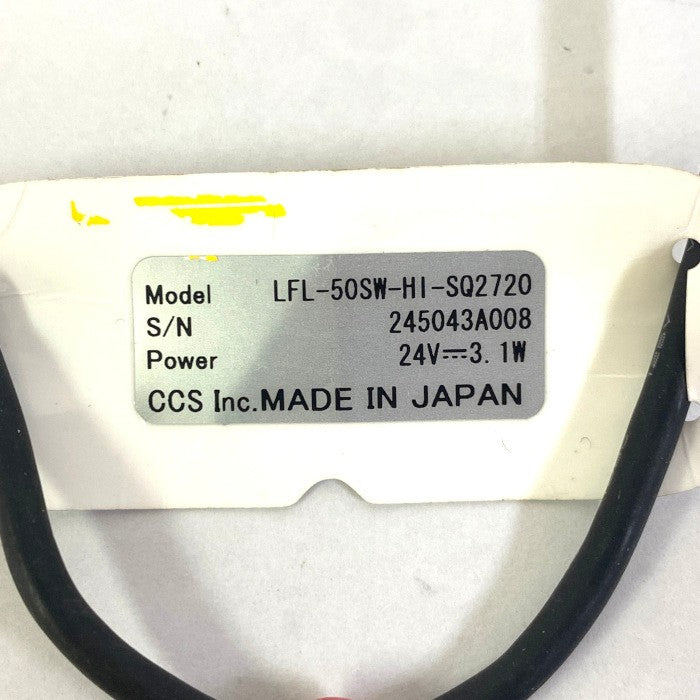 Model LFL-50SW-HI-SQ2720
S/N 245043A008
Power 24V⎓3.1W
CCS Inc. MADE IN JAPAN